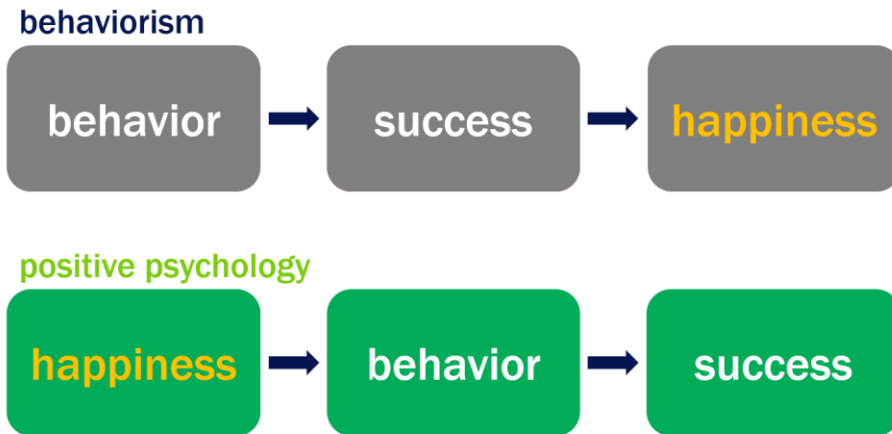 behaviorism
behavior success happiness
positive psychology
happiness behavior success